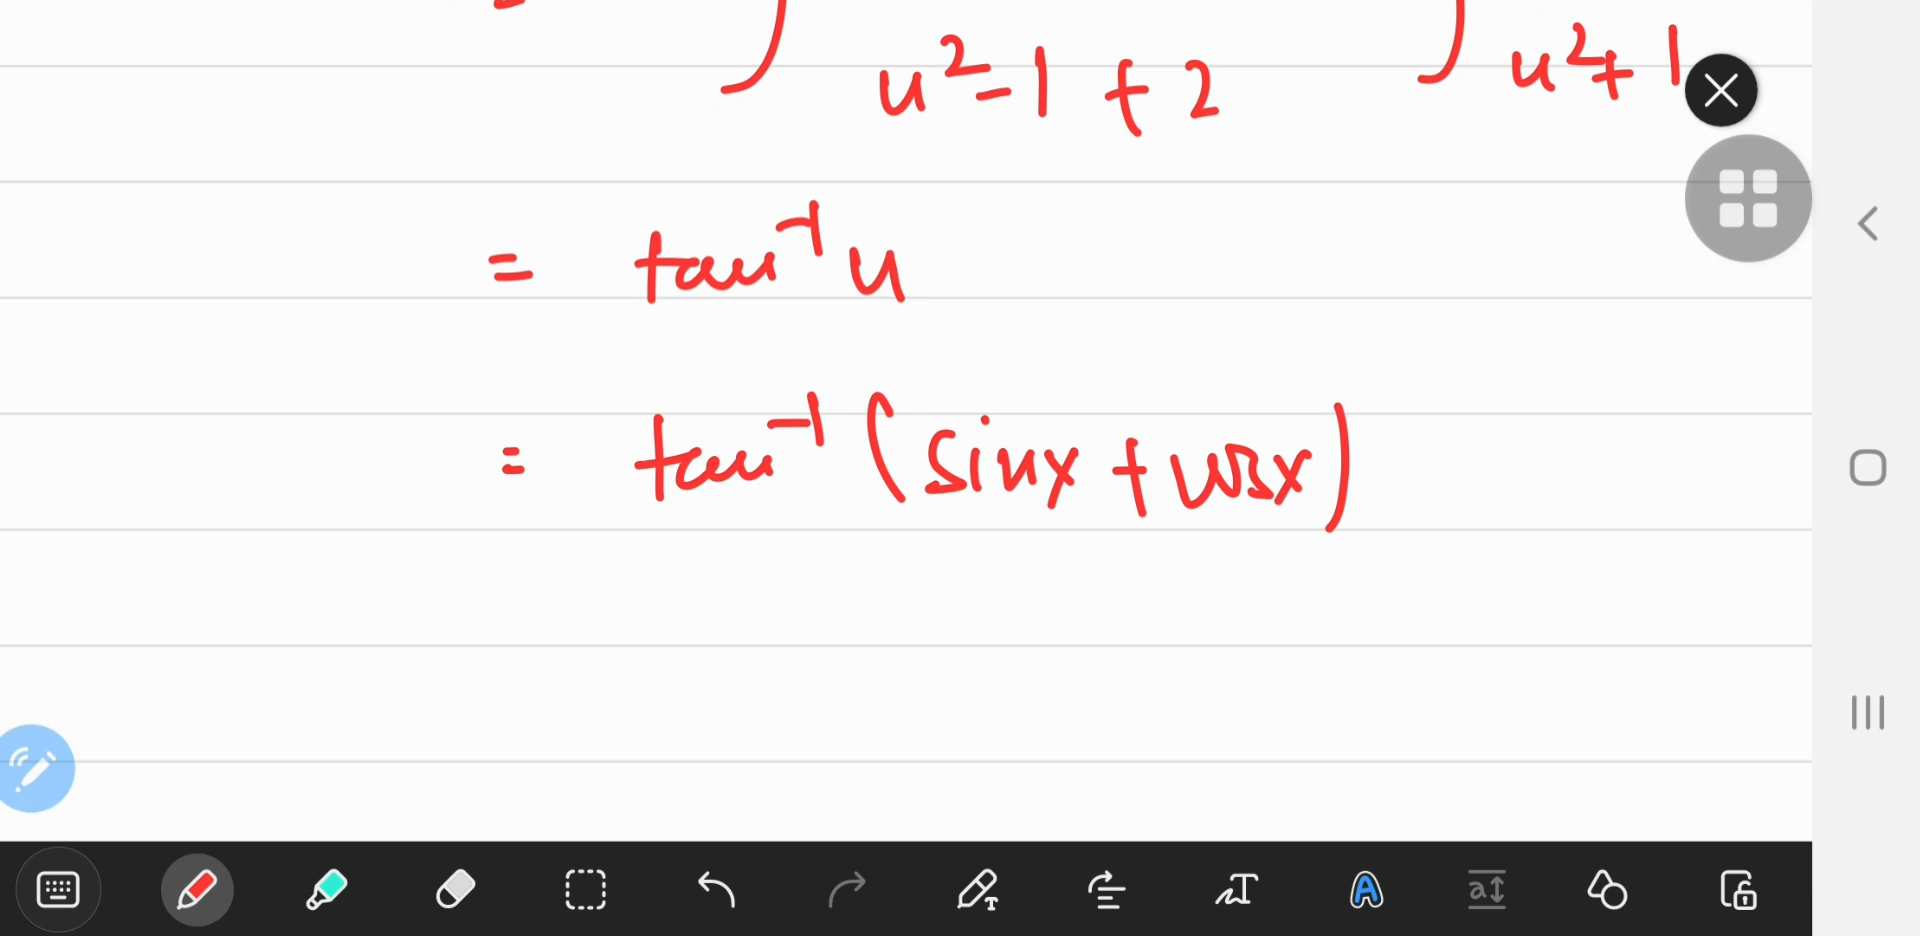 = ∫ u²-1+2 ∫ u²+1
= tan⁻¹ u
= tan⁻¹ (sinx + cosx)